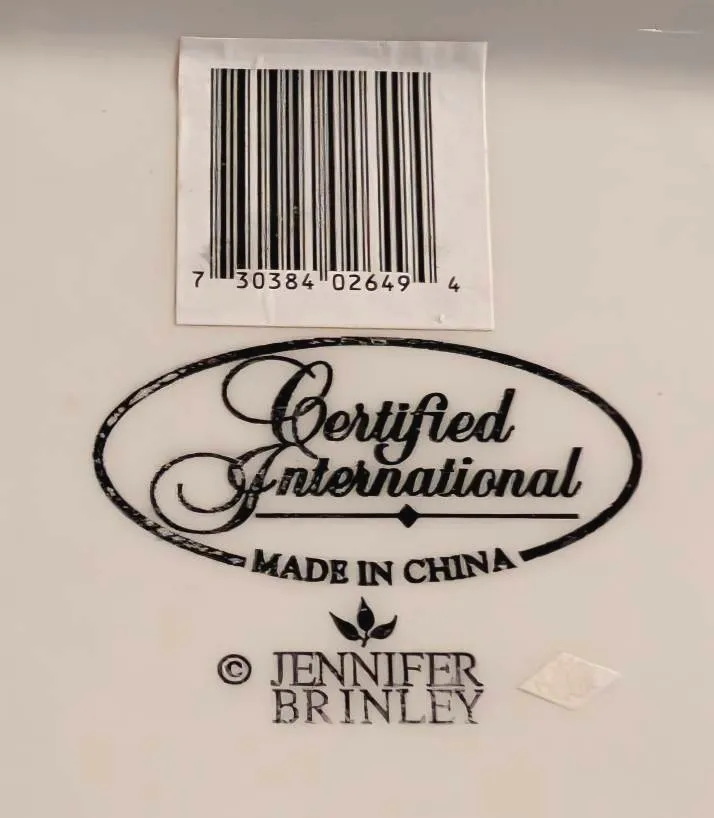 7 30384 02649 4
Certified
International
MADE IN CHINA
© JENNIFER
BRINLEY